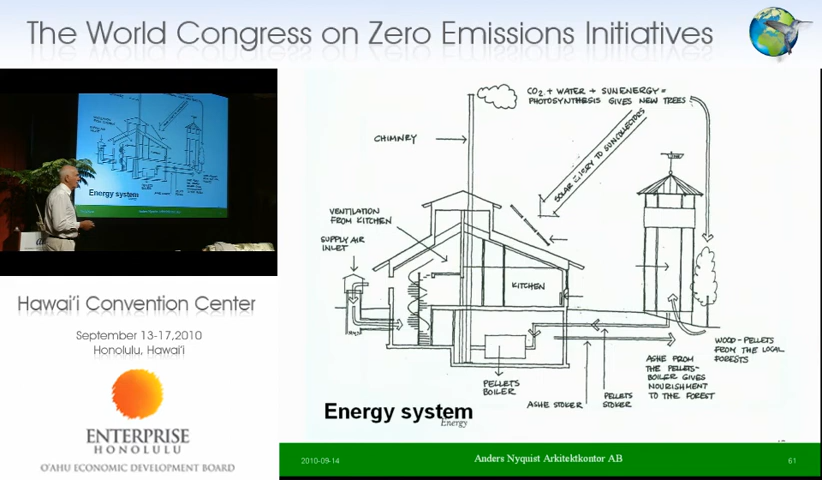 The World Congress on Zero Emissions Initiatives
Energy system
Hawai'i Convention Center
September 13-17,2010
Honolulu, Hawai'i
ENTERPRISE
HONOLULU
O'AHU ECONOMIC DEVELOPMENT BOARD
CO2 + WATER + SUNENERGY =
PHOTOSYNTHESIS GIVES NEW TREES
CHIMNEY
SOLAR ENERGY TO SUNCOLLECTORS
VENTILATION
FROM KITCHEN
SUPPLY AIR
INLET
KITCHEN
WOOD-PELLETS
FROM THE LOCAL
FORESTS
ASHE FROM
THE PELLETS-
BOILER GIVES
NOURISHMENT
TO THE FOREST
PELLETS
BOILER
ASHE STOKER
PELLETS
STOKER
Energy system
Energy
2010-09-14
Anders Nyquist Arkitektkontor AB
61